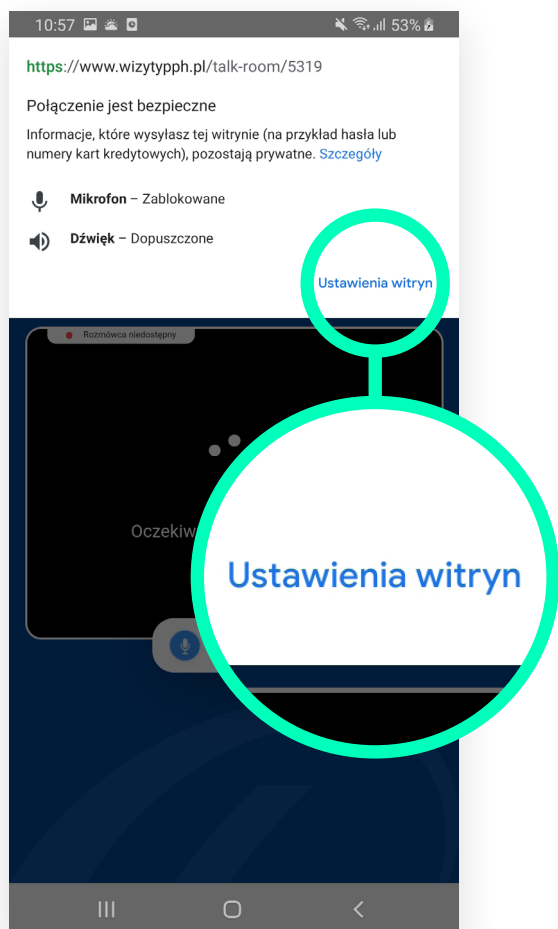 10:57 53%
https://www.wizytypph.pl/talk-room/5319
Połączenie jest bezpieczne
Informacje, które wysyłasz tej witrynie (na przykład hasła lub
numery kart kredytowych), pozostają prywatne. Szczegóły
Mikrofon – Zablokowane
Dźwięk – Dopuszczone
Ustawienia witryn
Rozmówca niedostępny
Oczekiw
Ustawienia witryn